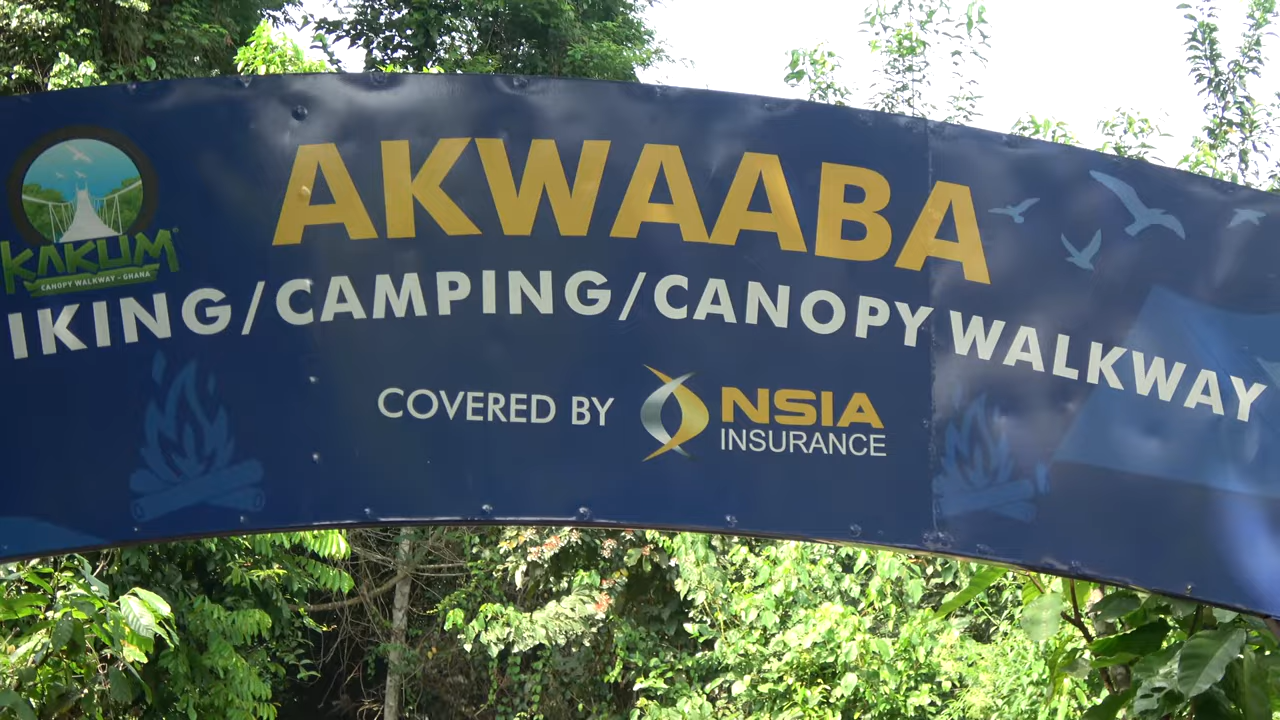 AKWAABA
KAKUM
CANOPY WALKWAY - GHANA
IKING/CAMPING/CANOPY WALKWAY
COVERED BY NSIA
INSURANCE